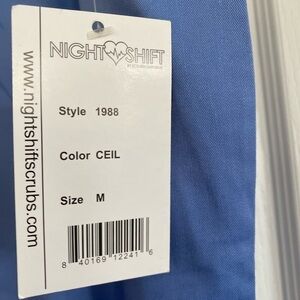 NIGHT SHIFT
www.nightshiftscrubs.com
Style 1988
Color CEIL
Size M
8 40169 12241 6